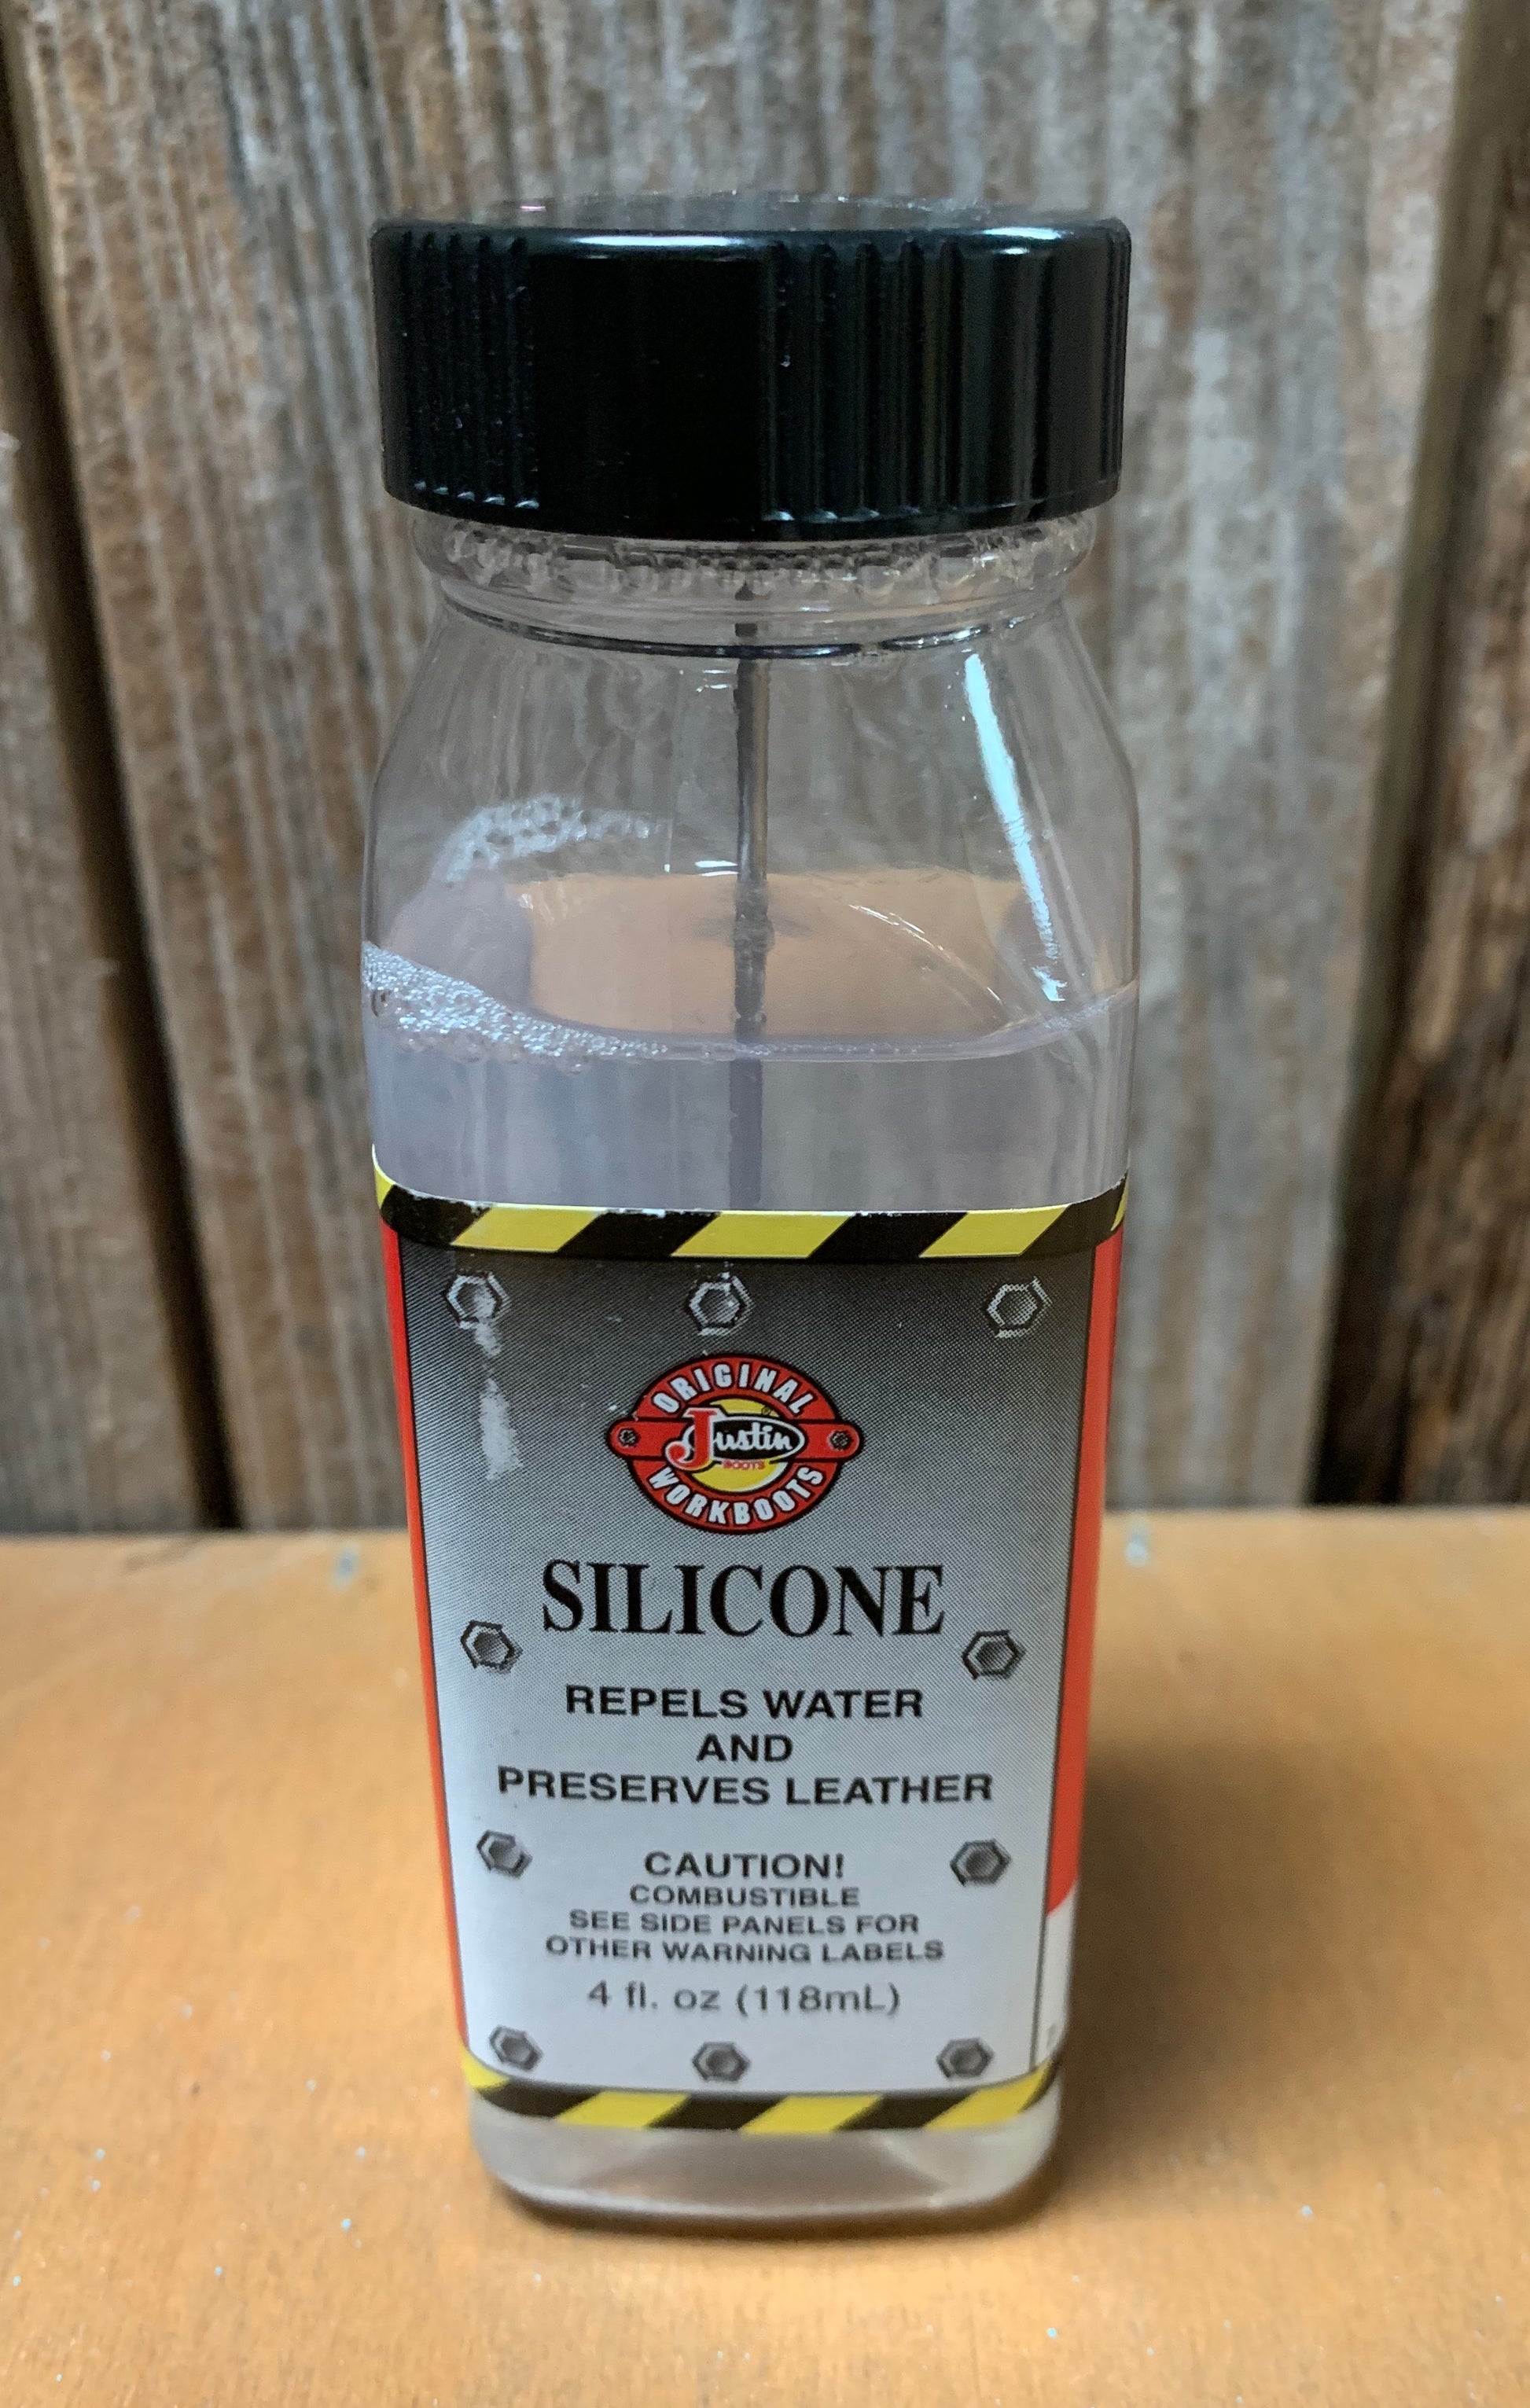 ORIGINAL
Justin
BOOTS
WORKBOOTS
SILICONE
REPELS WATER
AND
PRESERVES LEATHER
CAUTION!
COMBUSTIBLE
SEE SIDE PANELS FOR
OTHER WARNING LABELS
4 fl. oz (118mL)